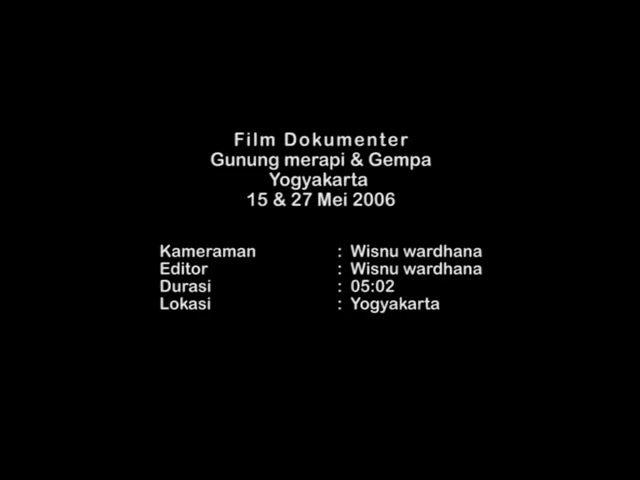 Film Dokumenter
Gunung merapi & Gempa
Yogyakarta
15 & 27 Mei 2006
Kameraman : Wisnu wardhana
Editor : Wisnu wardhana
Durasi : 05:02
Lokasi : Yogyakarta